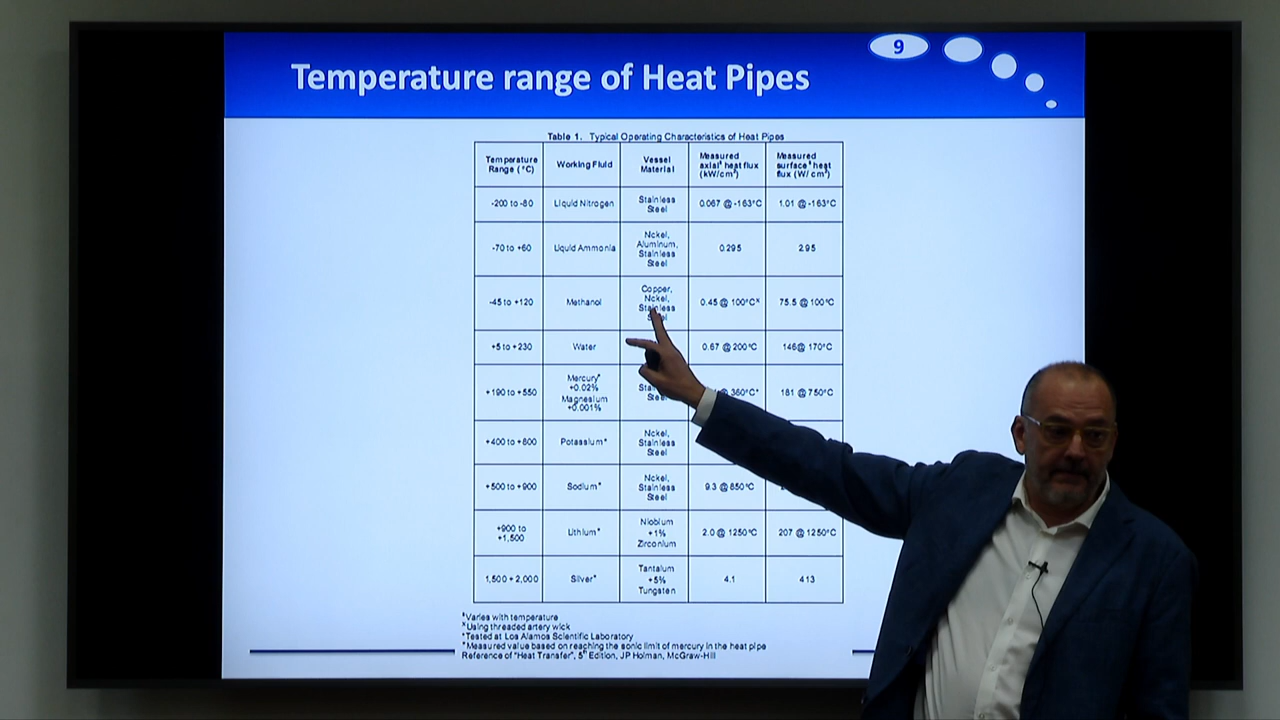 9
Temperature range of Heat Pipes
Table 1. Typical Operating Characteristics of Heat Pipes
Temperature Range (°C) Working Fluid Vessel Material Measured axial‡ heat flux (kW/cm²) Measured surface‡ heat flux (W/cm²)
-200 to -80 Liquid Nitrogen Stainless Steel 0.067 @ -163°C 1.01 @ -163°C
-70 to +60 Liquid Ammonia Nckel, Aluminum, Stainless Steel 0.295 2.95
-45 to +120 Methanol Copper, Nckel, Stainless 0.45 @ 100°Cˣ 75.5 @ 100°C
+5 to +230 Water 0.67 @ 200°C 146@ 170°C
+190 to +550 Mercury* +0.02% Magnesium +0.001% @ 360°C* 181 @ 750°C
+400 to +800 Potassium* Nckel, Stainless Steel
+500 to +900 Sodium* Nckel, Stainless Steel 9.3 @ 850°C
+900 to +1,500 Lithium* Niobium +1% Zirconium 2.0 @ 1250°C 207 @ 1250°C
1,500 + 2,000 Silver* Tantalum +5% Tungsten 4.1 413
‡Varies with temperature
ˣUsing threaded artery wick
*Tested at Los Alamos Scientific Laboratory
*Measured value based on reaching the sonic limit of mercury in the heat pipe
Reference of "Heat Transfer", 5th Edition, JP Holman, McGraw-Hill